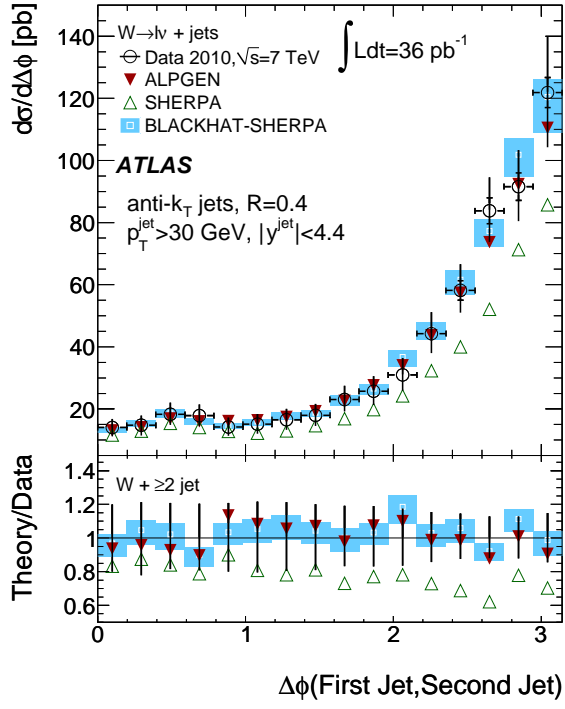 dσ/dΔϕ [pb]
W→lν + jets
Data 2010,√s=7 TeV
∫Ldt=36 pb⁻¹
ALPGEN
SHERPA
BLACKHAT-SHERPA
ATLAS
anti-k_T jets, R=0.4
p_T^jet>30 GeV, |y^jet|<4.4
140
120
100
80
60
40
20
Theory/Data
W + ≥2 jet
1.4
1.2
1
0.8
0.6
0 1 2 3
Δϕ(First Jet,Second Jet)